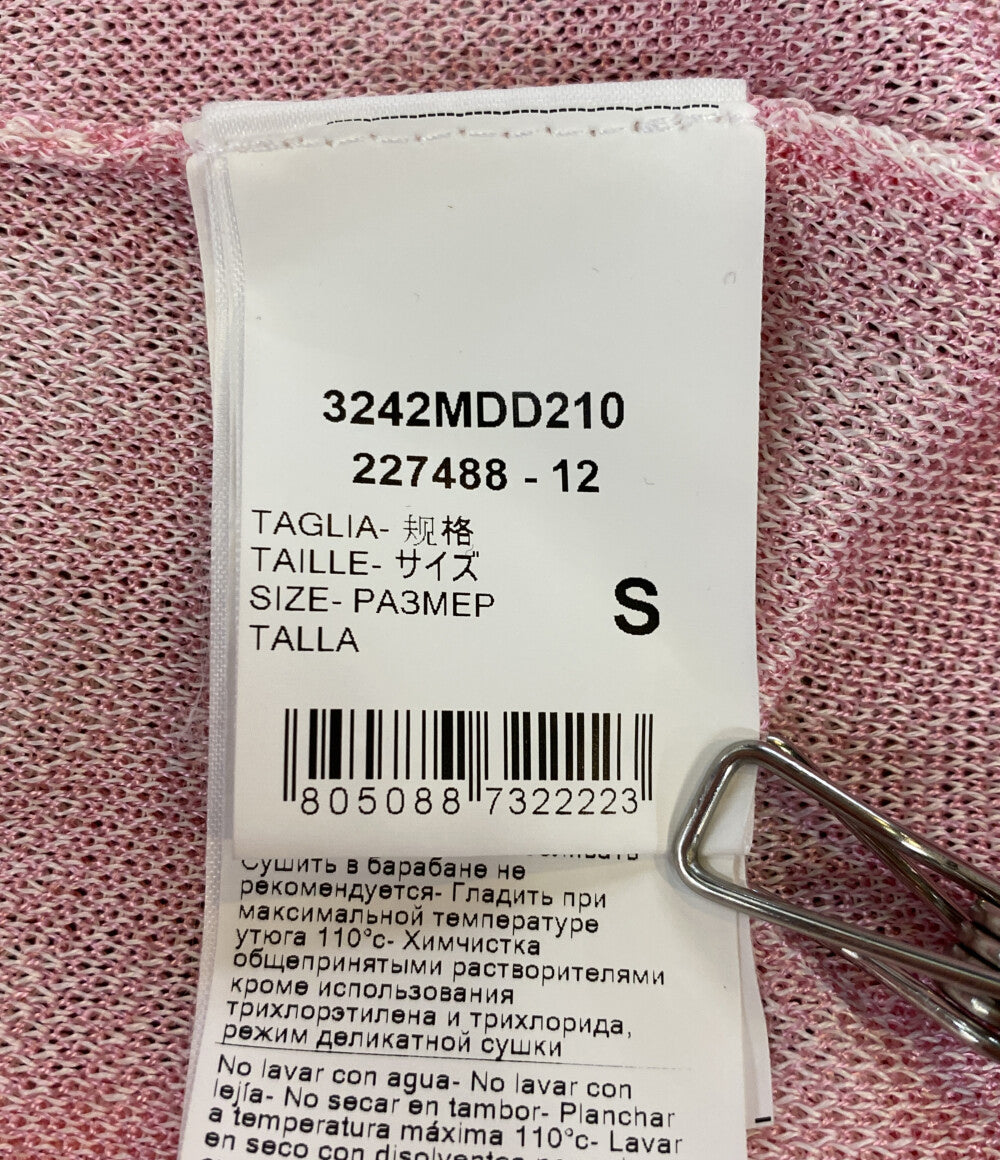 3242MDD210
227488 - 12
TAGLIA- 规格
TAILLE- サイズ
SIZE- РАЗМЕР
TALLA
S
805088 7322223
Сушить в барабане не
рекомендуется- Гладить при
максимальной температуре
утюга 110°с- Химчистка
общепринятыми растворителями
кроме использования
трихлорэтилена и трихлорида,
режим деликатной сушки
No lavar con agua- No lavar con
lejía- No secar en tambor- Planchar
a temperatura máxima 110°c- Lavar
en seco con